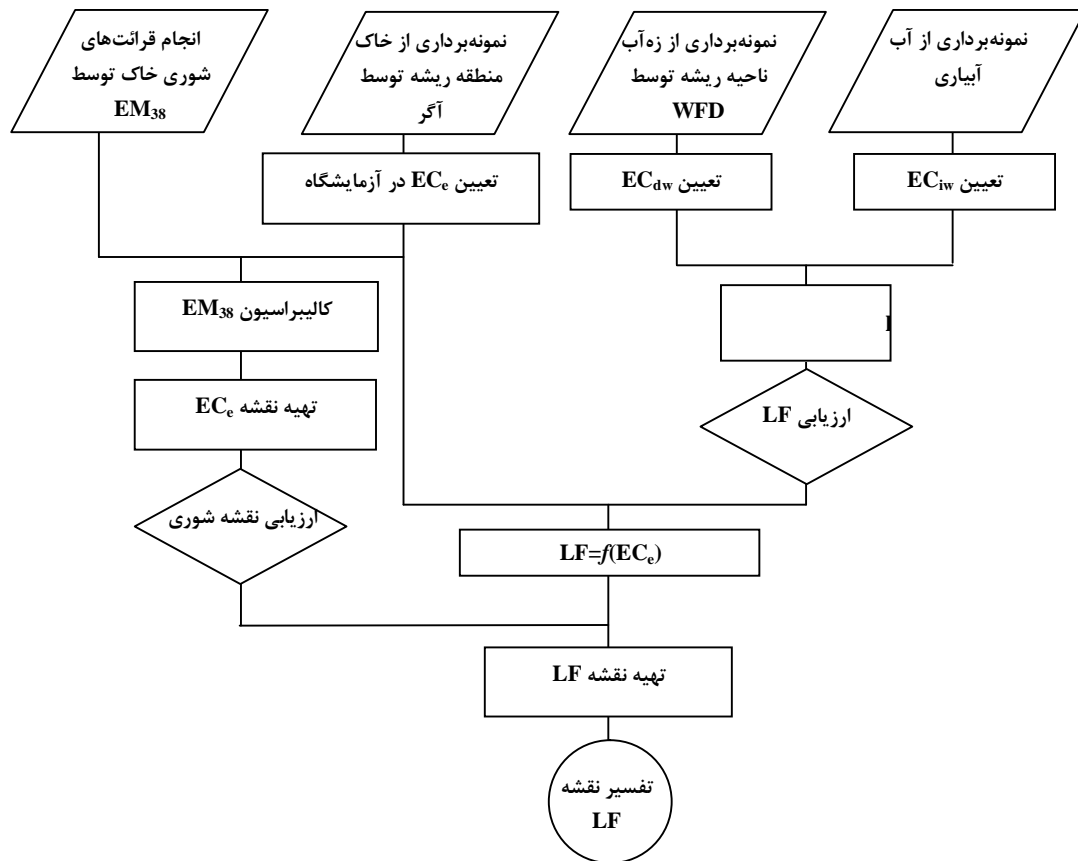 انجام قرائت‌های
شوری خاک توسط
EM38
نمونه‌برداری از خاک
منطقه ریشه توسط
آگر
نمونه‌برداری از زه‌آب
ناحیه ریشه توسط
WFD
نمونه‌برداری از آب
آبیاری
تعیین ECe در آزمایشگاه
تعیین ECdw
تعیین ECiw
کالیبراسیون EM38
تهیه نقشه ECe
ارزیابی LF
ارزیابی نقشه شوری
LF=f(ECe)
تهیه نقشه LF
تفسیر نقشه
LF